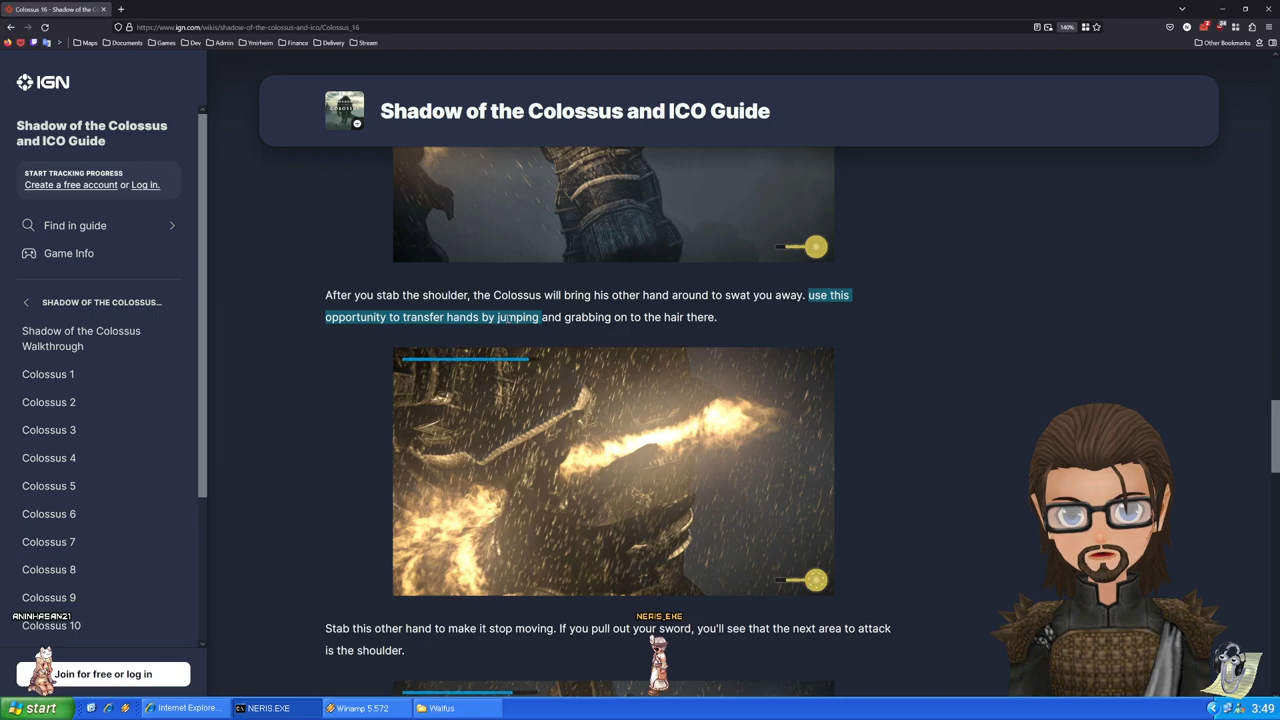 Colossus 16 - Shadow of the C
https://www.ign.com/wikis/shadow-of-the-colossus-and-ico/Colossus_16
140%
2
34
Maps
Documents
Games
Dev
Admin
Ymirheim
Finance
Delivery
Stream
Other Bookmarks
IGN
Shadow of the Colossus
and ICO Guide
START TRACKING PROGRESS
Create a free account or Log in.
Find in guide
Game Info
SHADOW OF THE COLOSSUS...
Shadow of the Colossus
Walkthrough
Colossus 1
Colossus 2
Colossus 3
Colossus 4
Colossus 5
Colossus 6
Colossus 7
Colossus 8
Colossus 9
Colossus 10
Join for free or log in
Shadow of the Colossus and ICO Guide
After you stab the shoulder, the Colossus will bring his other hand around to swat you away. use this
opportunity to transfer hands by jumping and grabbing on to the hair there.
Stab this other hand to make it stop moving. If you pull out your sword, you'll see that the next area to attack
is the shoulder.
ANINHASAN21
NERIS_EXE
start
Internet Explore...
NERIS.EXE
Winamp 5.572
Waifus
3:49